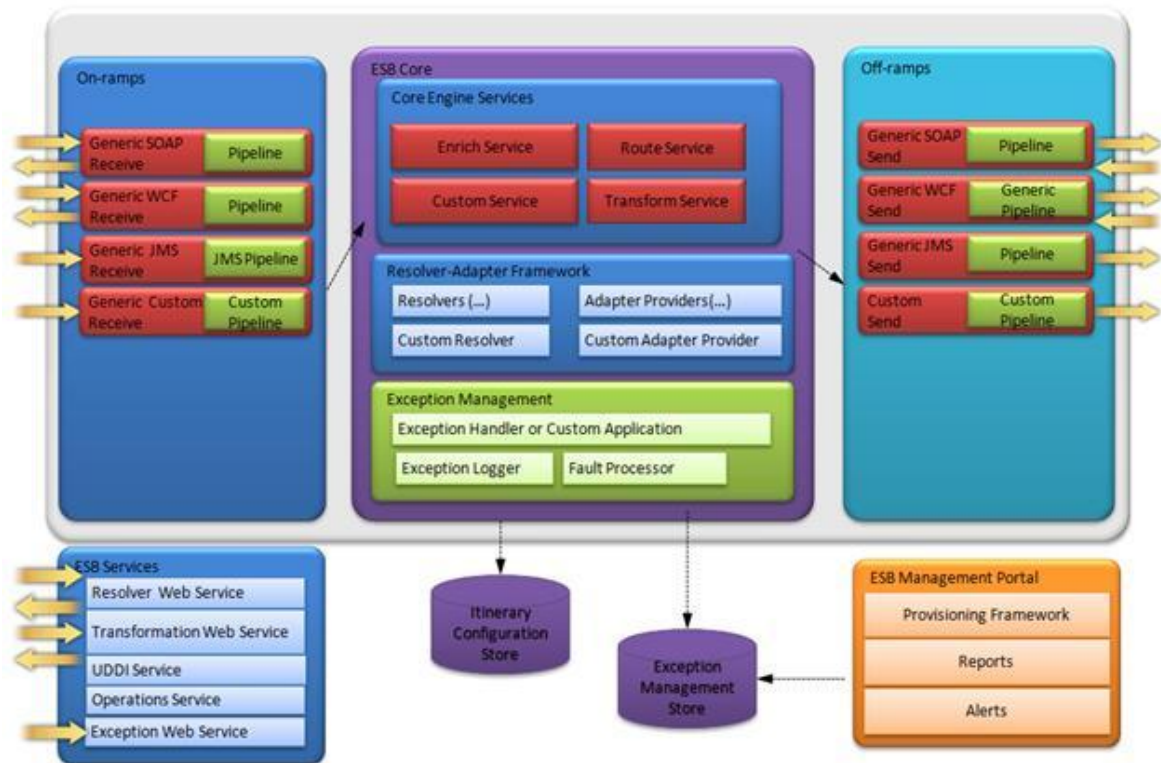 On-ramps
Generic SOAP
Receive
Pipeline
Generic WCF
Receive
Pipeline
Generic JMS
Receive
JMS Pipeline
Generic Custom
Receive
Custom
Pipeline
ESB Core
Core Engine Services
Enrich Service
Route Service
Custom Service
Transform Service
Resolver-Adapter Framework
Resolvers (...)
Adapter Providers(...)
Custom Resolver
Custom Adapter Provider
Exception Management
Exception Handler or Custom Application
Exception Logger
Fault Processor
Off-ramps
Generic SOAP
Send
Pipeline
Generic WCF
Send
Generic
Pipeline
Generic JMS
Send
Pipeline
Custom
Send
Custom
Pipeline
ESB Services
Resolver Web Service
Transformation Web Service
UDDI Service
Operations Service
Exception Web Service
Itinerary
Configuration
Store
Exception
Management
Store
ESB Management Portal
Provisioning Framework
Reports
Alerts